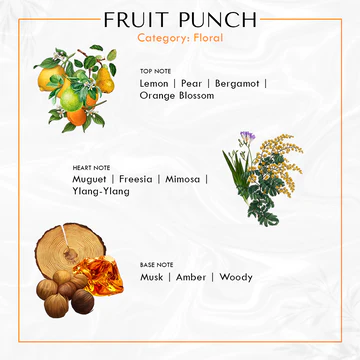 FRUIT PUNCH
Category: Floral
TOP NOTE
Lemon | Pear | Bergamot |
Orange Blossom
HEART NOTE
Muguet | Freesia | Mimosa |
Ylang-Ylang
BASE NOTE
Musk | Amber | Woody